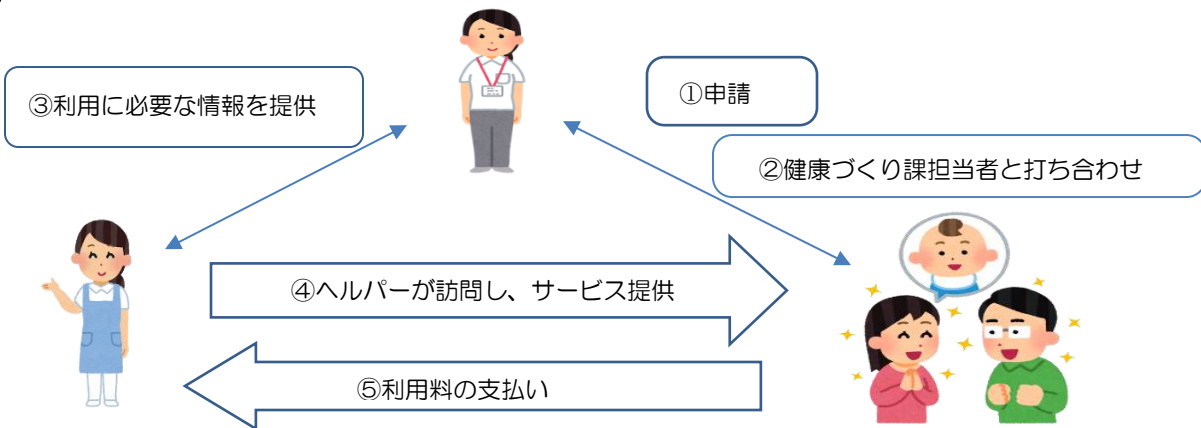 ①申請
②健康づくり課担当者と打ち合わせ
③利用に必要な情報を提供
④ヘルパーが訪問し、サービス提供
⑤利用料の支払い